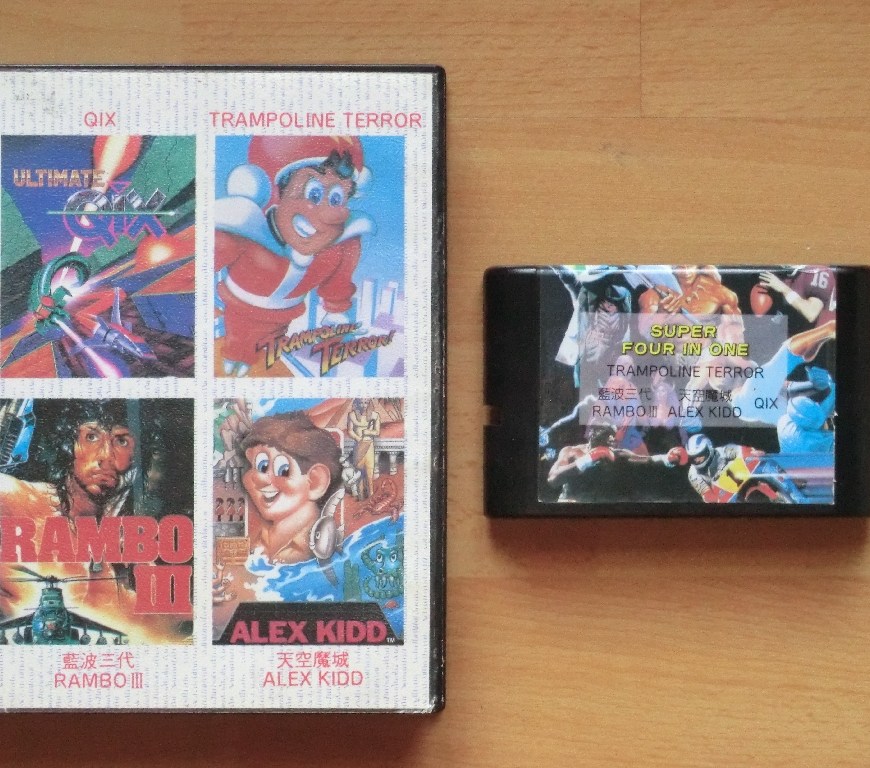 QIX
TRAMPOLINE TERROR
ULTIMATE
QIX
TRAMPOLINE
TERROR!
RAMBO
III
ALEX KIDD™
藍波三代
RAMBO III
天空魔城
ALEX KIDD
16
SUPER
FOUR IN ONE
TRAMPOLINE TERROR
藍波三代 天空魔城
RAMBO III ALEX KIDD QIX